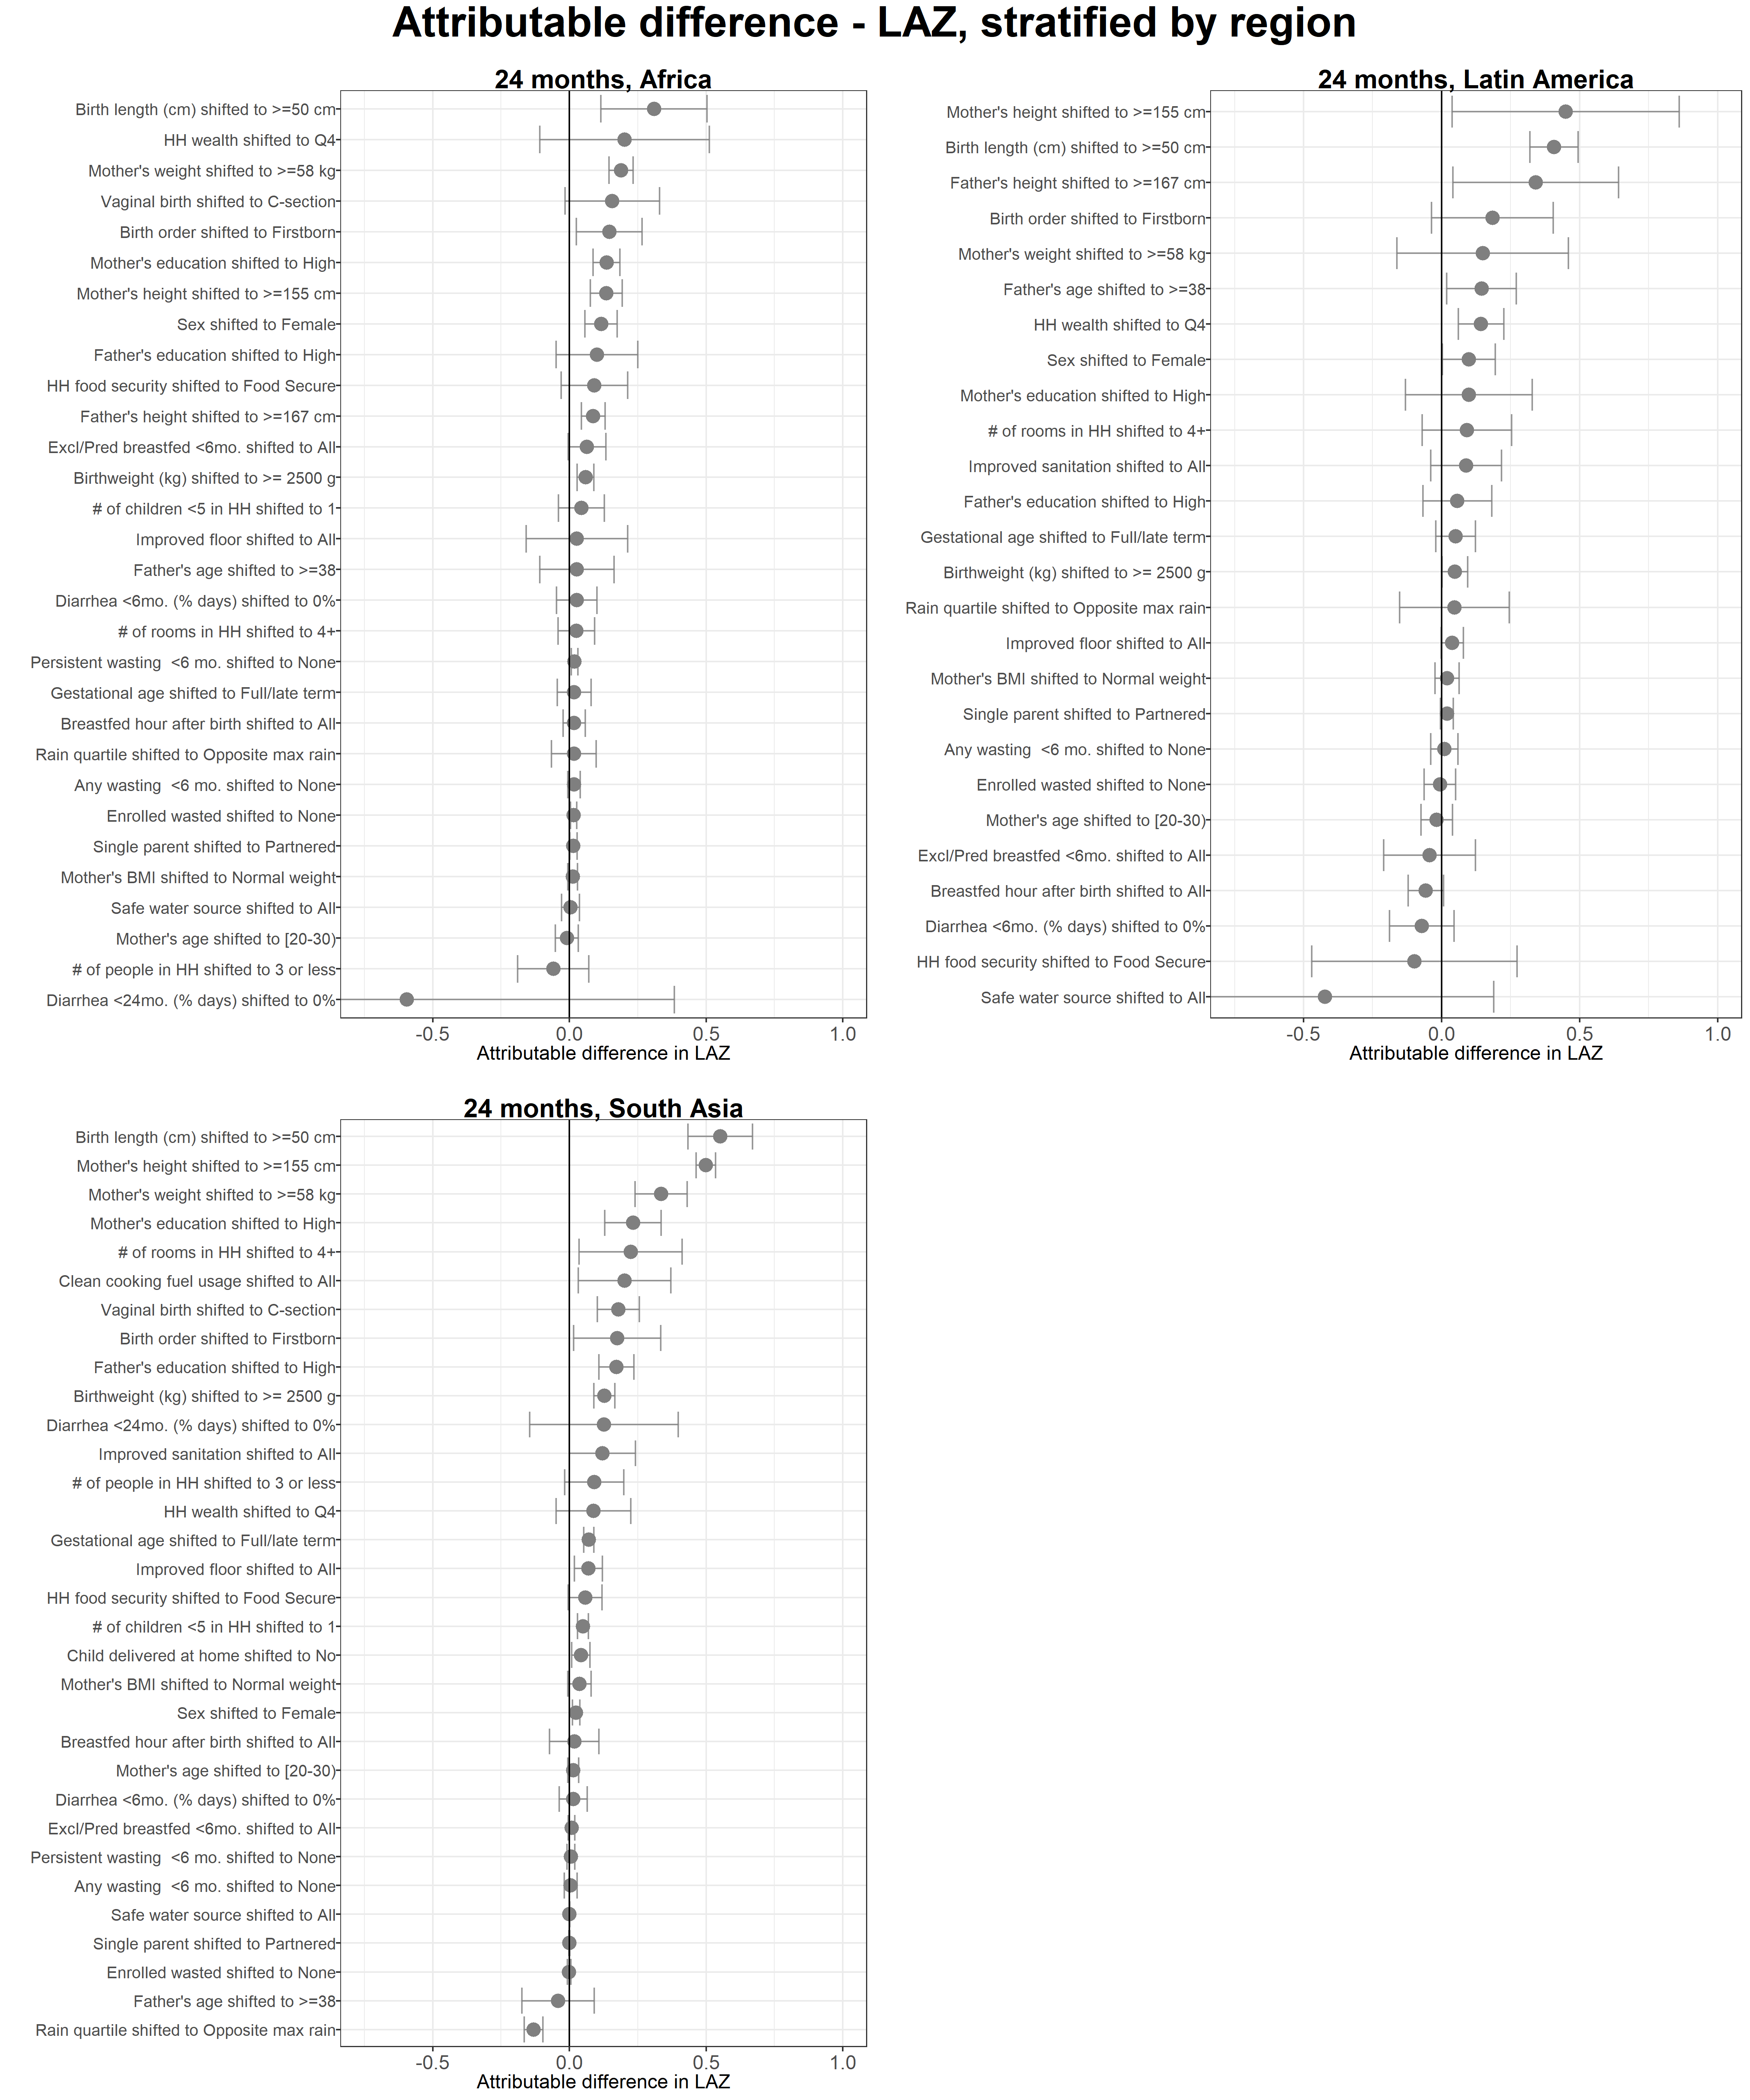 Attributable difference - LAZ, stratified by region
24 months, Africa
Birth length (cm) shifted to >=50 cm
HH wealth shifted to Q4
Mother's weight shifted to >=58 kg
Vaginal birth shifted to C-section
Birth order shifted to Firstborn
Mother's education shifted to High
Mother's height shifted to >=155 cm
Sex shifted to Female
Father's education shifted to High
HH food security shifted to Food Secure
Father's height shifted to >=167 cm
Excl/Pred breastfed <6mo. shifted to All
Birthweight (kg) shifted to >= 2500 g
# of children <5 in HH shifted to 1
Improved floor shifted to All
Father's age shifted to >=38
Diarrhea <6mo. (% days) shifted to 0%
# of rooms in HH shifted to 4+
Persistent wasting  <6 mo. shifted to None
Gestational age shifted to Full/late term
Breastfed hour after birth shifted to All
Rain quartile shifted to Opposite max rain
Any wasting  <6 mo. shifted to None
Enrolled wasted shifted to None
Single parent shifted to Partnered
Mother's BMI shifted to Normal weight
Safe water source shifted to All
Mother's age shifted to [20-30)
# of people in HH shifted to 3 or less
Diarrhea <24mo. (% days) shifted to 0%
-0.5 0.0 0.5 1.0
Attributable difference in LAZ
24 months, Latin America
Mother's height shifted to >=155 cm
Birth length (cm) shifted to >=50 cm
Father's height shifted to >=167 cm
Birth order shifted to Firstborn
Mother's weight shifted to >=58 kg
Father's age shifted to >=38
HH wealth shifted to Q4
Sex shifted to Female
Mother's education shifted to High
# of rooms in HH shifted to 4+
Improved sanitation shifted to All
Father's education shifted to High
Gestational age shifted to Full/late term
Birthweight (kg) shifted to >= 2500 g
Rain quartile shifted to Opposite max rain
Improved floor shifted to All
Mother's BMI shifted to Normal weight
Single parent shifted to Partnered
Any wasting  <6 mo. shifted to None
Enrolled wasted shifted to None
Mother's age shifted to [20-30)
Excl/Pred breastfed <6mo. shifted to All
Breastfed hour after birth shifted to All
Diarrhea <6mo. (% days) shifted to 0%
HH food security shifted to Food Secure
Safe water source shifted to All
-0.5 0.0 0.5 1.0
Attributable difference in LAZ
24 months, South Asia
Birth length (cm) shifted to >=50 cm
Mother's height shifted to >=155 cm
Mother's weight shifted to >=58 kg
Mother's education shifted to High
# of rooms in HH shifted to 4+
Clean cooking fuel usage shifted to All
Vaginal birth shifted to C-section
Birth order shifted to Firstborn
Father's education shifted to High
Birthweight (kg) shifted to >= 2500 g
Diarrhea <24mo. (% days) shifted to 0%
Improved sanitation shifted to All
# of people in HH shifted to 3 or less
HH wealth shifted to Q4
Gestational age shifted to Full/late term
Improved floor shifted to All
HH food security shifted to Food Secure
# of children <5 in HH shifted to 1
Child delivered at home shifted to No
Mother's BMI shifted to Normal weight
Sex shifted to Female
Breastfed hour after birth shifted to All
Mother's age shifted to [20-30)
Diarrhea <6mo. (% days) shifted to 0%
Excl/Pred breastfed <6mo. shifted to All
Persistent wasting  <6 mo. shifted to None
Any wasting  <6 mo. shifted to None
Safe water source shifted to All
Single parent shifted to Partnered
Enrolled wasted shifted to None
Father's age shifted to >=38
Rain quartile shifted to Opposite max rain
-0.5 0.0 0.5 1.0
Attributable difference in LAZ